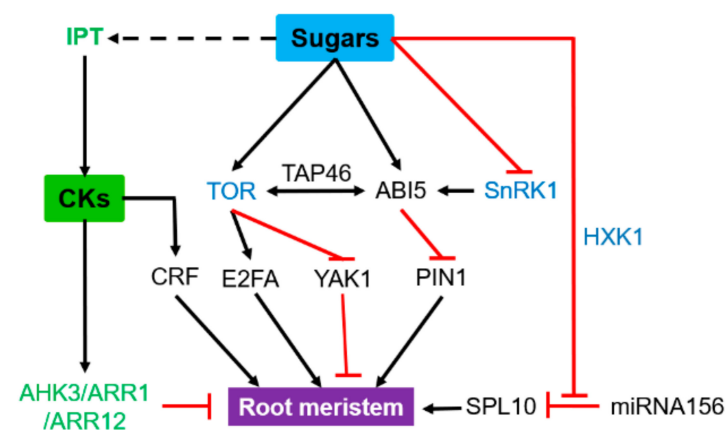 IPT
Sugars
TAP46
TOR
ABI5
SnRK1
CKs
HXK1
CRF
E2FA
YAK1
PIN1
AHK3/ARR1
/ARR12
Root meristem
SPL10
miRNA156